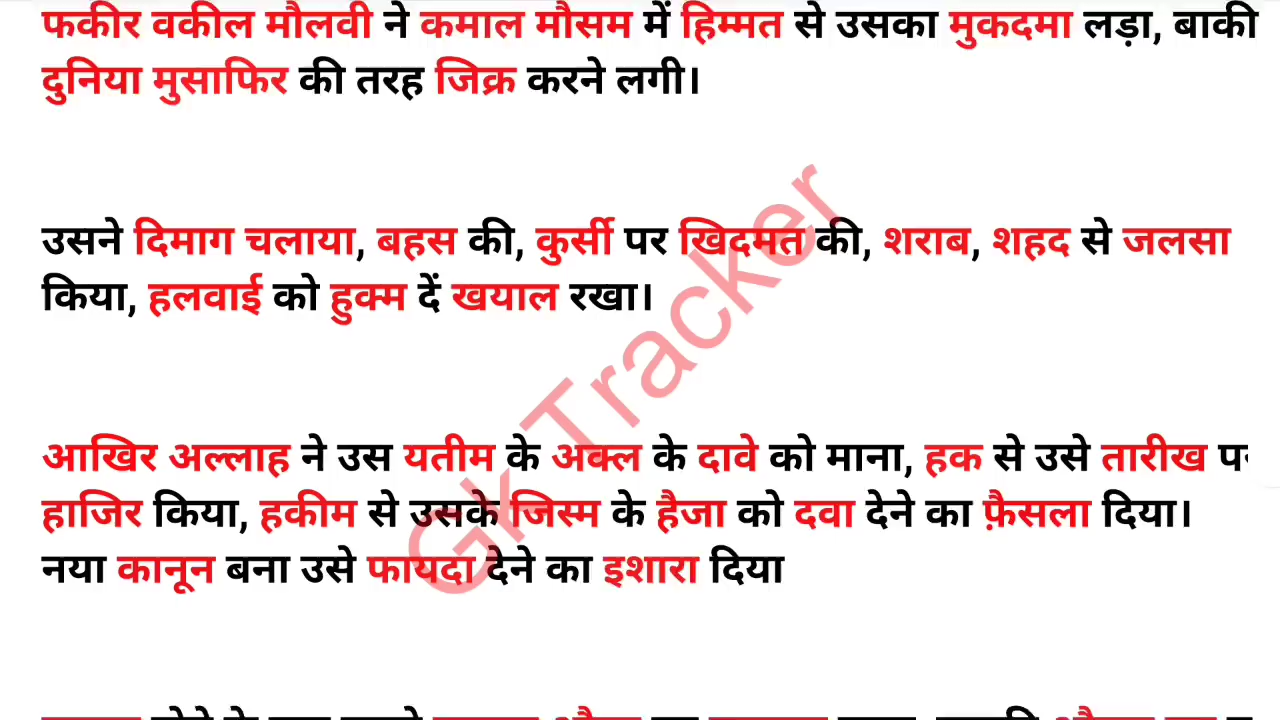 फकीर वकील मौलवी ने कमाल मौसम में हिम्मत से उसका मुकदमा लड़ा, बाकी
दुनिया मुसाफिर की तरह जिक्र करने लगी।
उसने दिमाग चलाया, बहस की, कुर्सी पर खिदमत की, शराब, शहद से जलसा
किया, हलवाई को हुक्म दें खयाल रखा।
आखिर अल्लाह ने उस यतीम के अक्ल के दावे को माना, हक से उसे तारीख पर
हाजिर किया, हकीम से उसके जिस्म के हैजा को दवा देने का फ़ैसला दिया।
नया कानून बना उसे फायदा देने का इशारा दिया
Gk Tracker